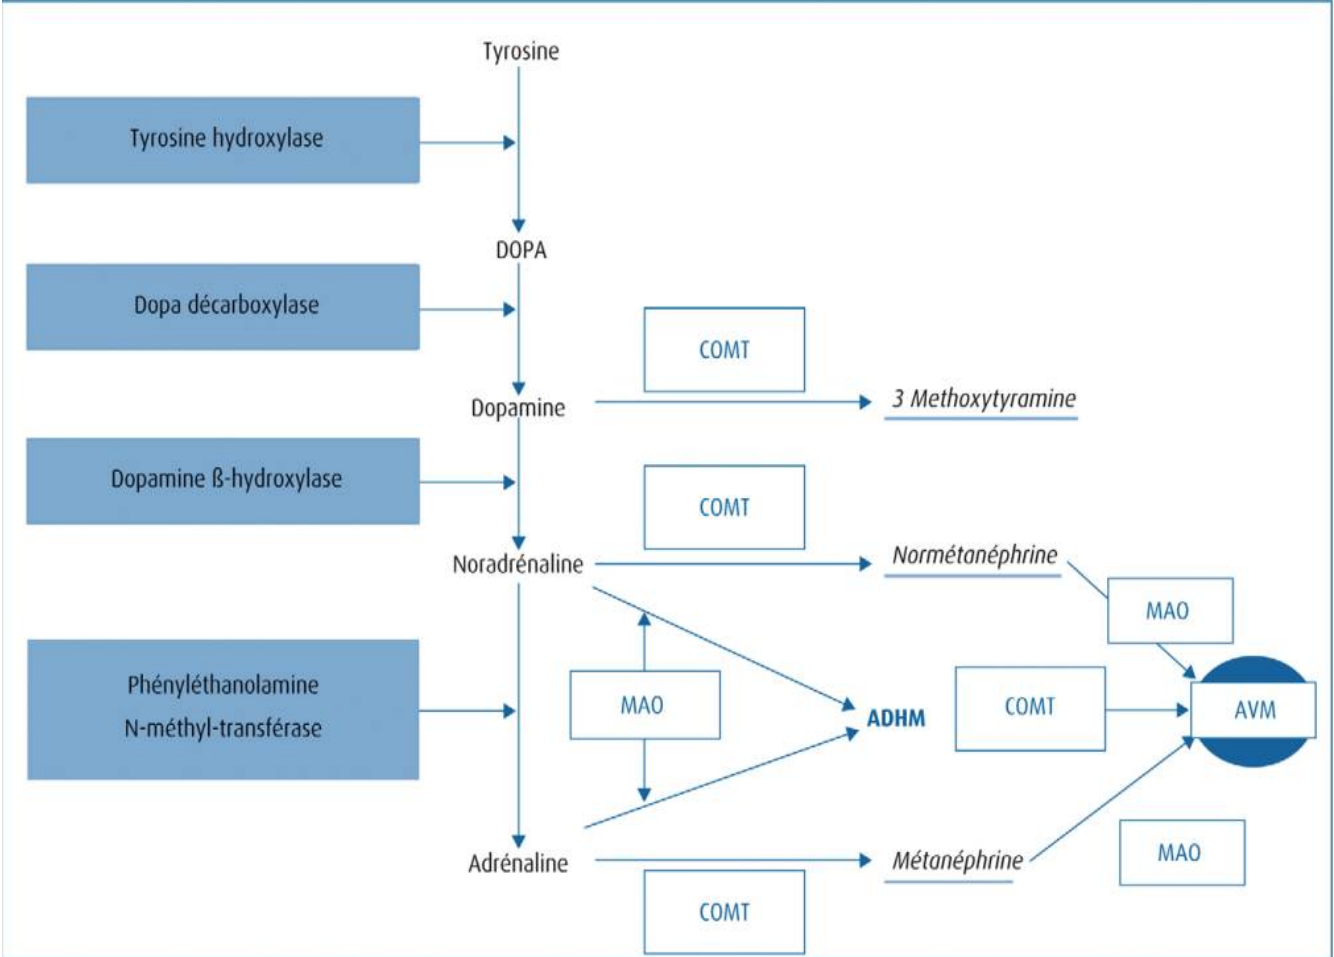 Tyrosine
Tyrosine hydroxylase
DOPA
Dopa décarboxylase
COMT
Dopamine
3 Methoxytyramine
Dopamine ß-hydroxylase
COMT
Noradrénaline
Normétanéphrine
MAO
Phényléthanolamine
N-méthyl-transférase
MAO
ADHM
COMT
AVM
Adrénaline
Métanéphrine
MAO
COMT